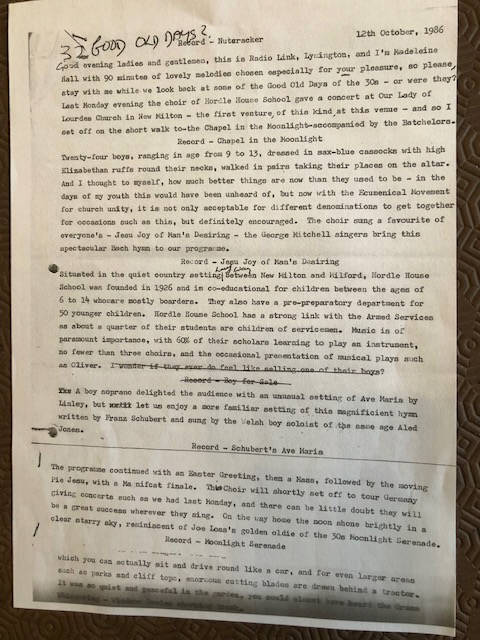 3 I GOOD OLD DAYS?
Record - Nutcracker 12th October, 1986
Good evening ladies and gentlemen, this is Radio Link, Lymington, and I'm Madeleine
Hall with 90 minutes of lovely melodies chosen especially for your pleasure, so please
stay with me while we look back at some of the Good Old Days of the 30s - or were they?
Last Monday evening the choir of Hordle House School gave a concert at Our Lady of
Lourdes Church in New Milton - the first venture of this kind at this venue - and so I
set off on the short walk to the Chapel in the Moonlight-accompanied by the Batchelors.
Record - Chapel in the Moonlight
Twenty-four boys, ranging in age from 9 to 13, dressed in sax-blue cassocks with high
Elizabethan ruffs round their necks, walked in pairs taking their places on the altar.
And I thought to myself, how much better things are now than they used to be - in the
days of my youth this would have been unheard of, but now with the Ecumenical Movement
for church unity, it is not only acceptable for different denominations to get together
for occasions such as this, but definitely encouraged. The choir sung a favourite of
everyone's - Jesu Joy of Man's Desiring - the George Mitchell singers bring this
spectacular Bach hymn to our programme.
Record - Jesu Joy of Man's Desiring
Situated in the quiet country setting between New Milton and Milford, Hordle House
School was founded in 1926 and is co-educational for children between the ages of
6 to 14 who are mostly boarders. They also have a pre-preparatory department for
50 younger children. Hordle House School has a strong link with the Armed Services
as about a quarter of their students are children of servicemen. Music is of
paramount importance, with 60% of their scholars learning to play an instrument,
no fewer than three choirs, and the occasional presentation of musical plays such
as Oliver. I wonder if they ever do feel like selling one of their boys?
Record - Boy for Sale
A boy soprano delighted the audience with an unusual setting of Ave Maria by
Linley, but let us enjoy a more familiar setting of this magnificient hymn
written by Franz Schubert and sung by the Welsh boy soloist of the same age Aled
Jones.
Record - Schubert's Ave Maria
The programme continued with an Easter Greeting, then a Mass, followed by the moving
Pie Jesu, with a Ma nifcat finale. The Choir will shortly set off to tour Germany
giving concerts such as we had last Monday, and there can be little doubt they will
be a great success wherever they sing. On the way home the moon shone brightly in a
clear starry sky, reminiscent of Joe Loss's golden oldie of the 30s Moonlight Serenade.
Record - Moonlight Serenade
which you can actually sit and drive round like a car, and for even larger areas
such as parks and cliff tops, enormous cutting blades are drawn behind a tractor.
It was so quiet and peaceful in the garden, you could almost have heard the Grass